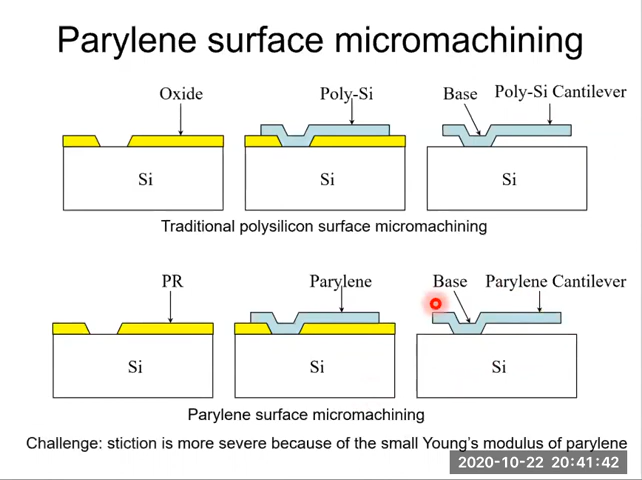 Parylene surface micromachining
Oxide
Poly-Si
Base
Poly-Si Cantilever
Si
Si
Si
Traditional polysilicon surface micromachining
PR
Parylene
Base
Parylene Cantilever
Si
Si
Si
Parylene surface micromachining
Challenge: stiction is more severe because of the small Young's modulus of parylene
2020-10-22 20:41:42